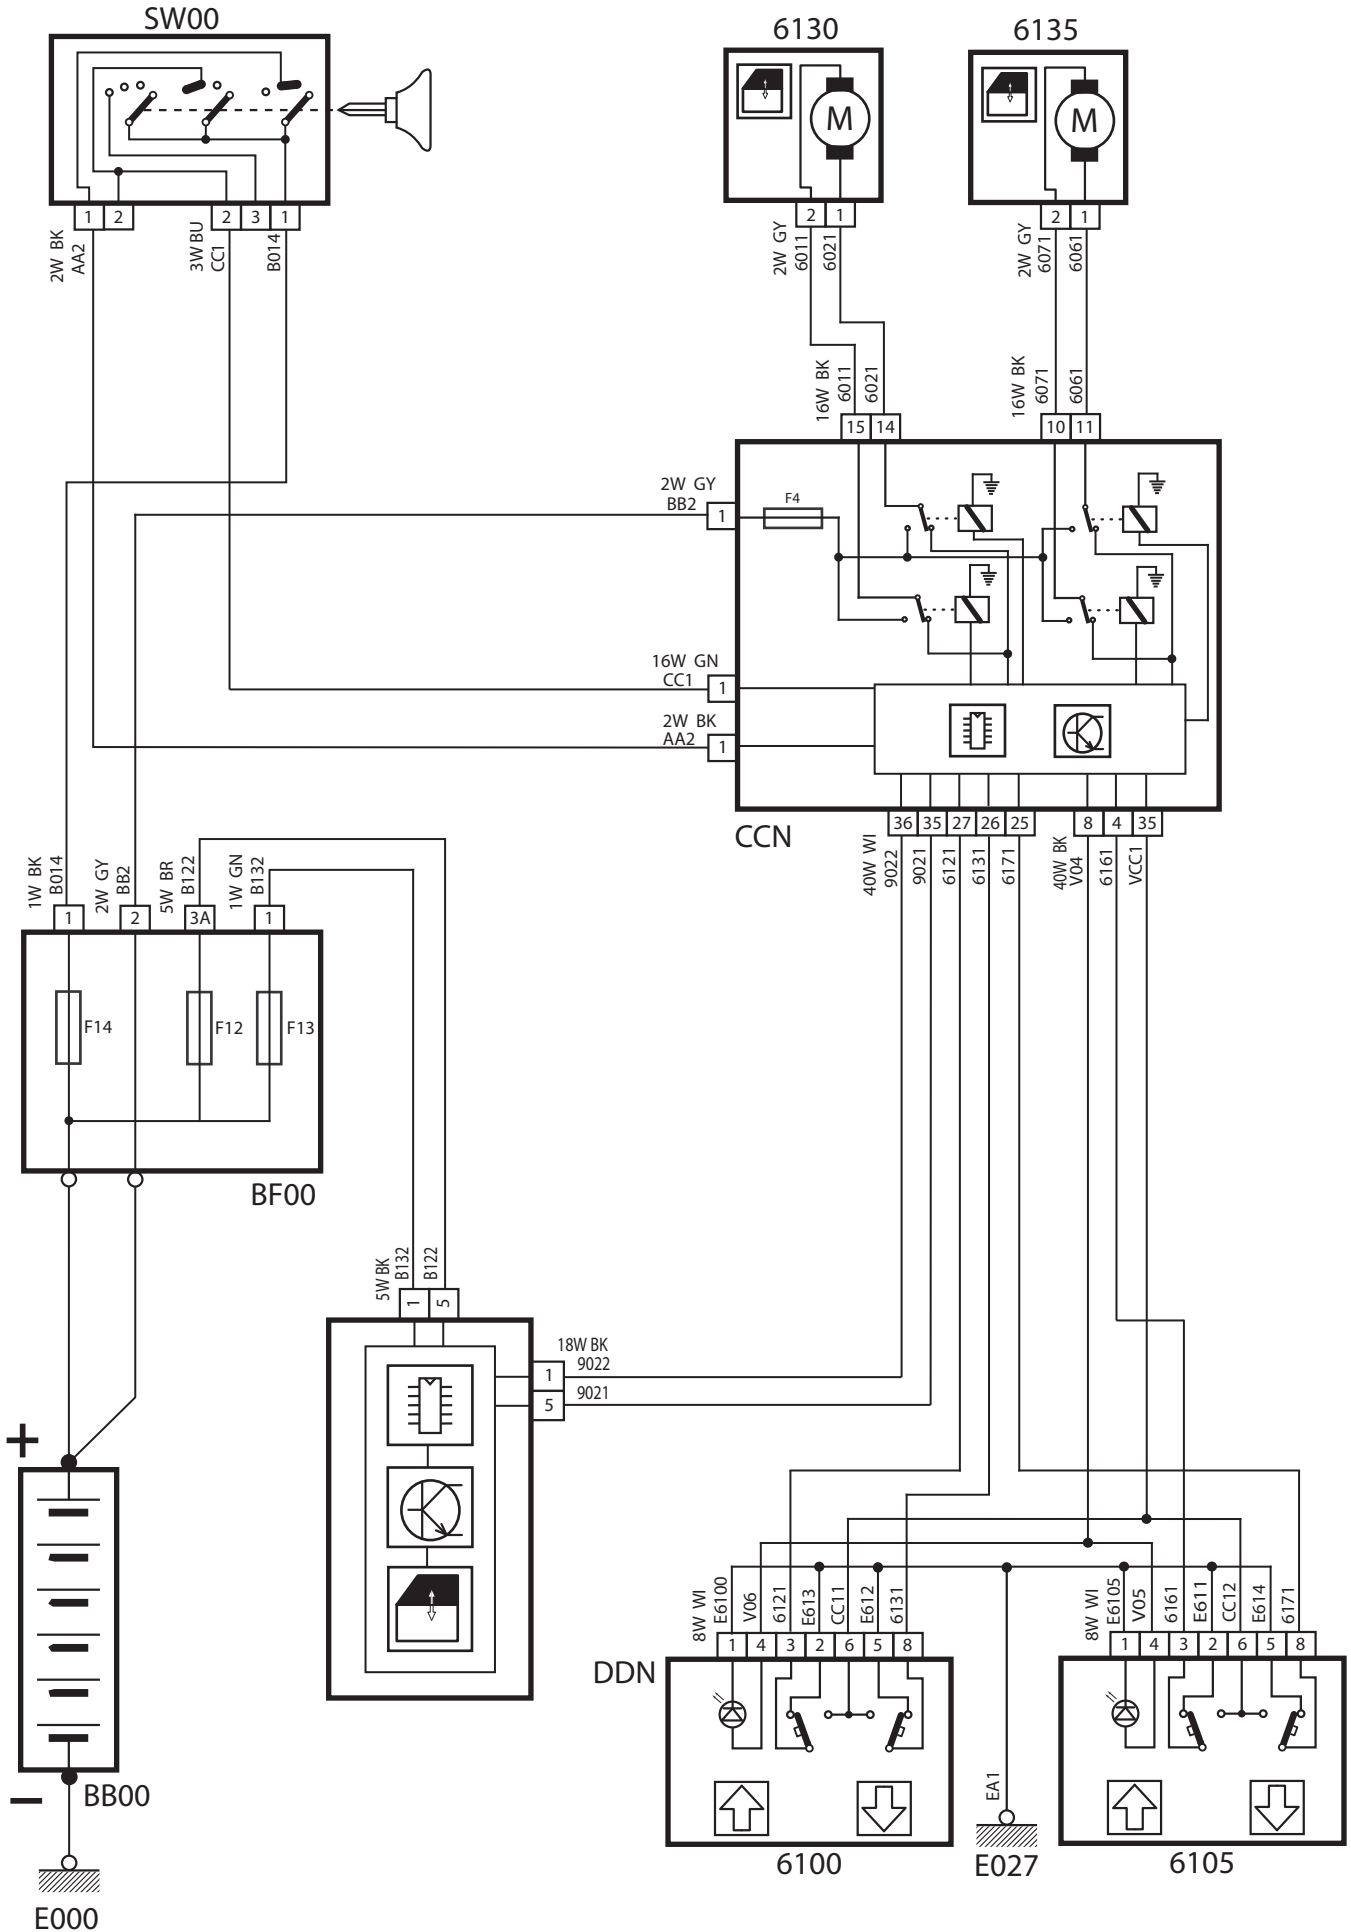 SW00
6130
6135
M
M
1 2
2 3 1
2W BK
AA2
3W BU
CC1
B014
2 1
2W GY
6011
6021
2 1
2W GY
6071
6061
16W BK
6011
6021
16W BK
6071
6061
15 14
10 11
2W GY
BB2
1
F4
16W GN
CC1
1
2W BK
AA2
1
CCN
36 35 27 26 25
8 4 35
40W WI
9022
9021
6121
6131
6171
40W BK
V04
6161
VCC1
1W BK
B014
2W GY
BB2
5W BR
B122
1W GN
B132
1
2
3A
1
F14
F12
F13
BF00
5W BK
B132
B122
1 5
18W BK
9022
1
9021
5
+
−
BB00
E000
8W WI
E6100
V06
6121
E613
CC11
E612
6131
1 4 3 2 6 5 8
DDN
6100
8W WI
E6105
V05
6161
E611
CC12
E614
6171
1 4 3 2 6 5 8
6105
EA1
E027